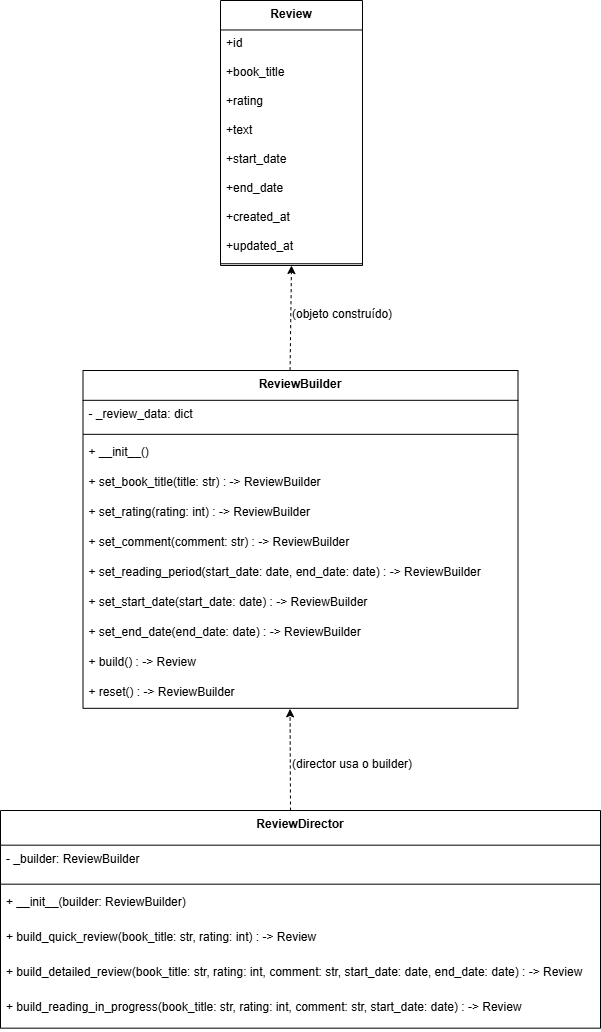 Review
+id
+book_title
+rating
+text
+start_date
+end_date
+created_at
+updated_at
(objeto construído)
ReviewBuilder
- _review_data: dict
+ __init__()
+ set_book_title(title: str) : -> ReviewBuilder
+ set_rating(rating: int) : -> ReviewBuilder
+ set_comment(comment: str) : -> ReviewBuilder
+ set_reading_period(start_date: date, end_date: date) : -> ReviewBuilder
+ set_start_date(start_date: date) : -> ReviewBuilder
+ set_end_date(end_date: date) : -> ReviewBuilder
+ build() : -> Review
+ reset() : -> ReviewBuilder
(director usa o builder)
ReviewDirector
- _builder: ReviewBuilder
+ __init__(builder: ReviewBuilder)
+ build_quick_review(book_title: str, rating: int) : -> Review
+ build_detailed_review(book_title: str, rating: int, comment: str, start_date: date, end_date: date) : -> Review
+ build_reading_in_progress(book_title: str, rating: int, comment: str, start_date: date) : -> Review